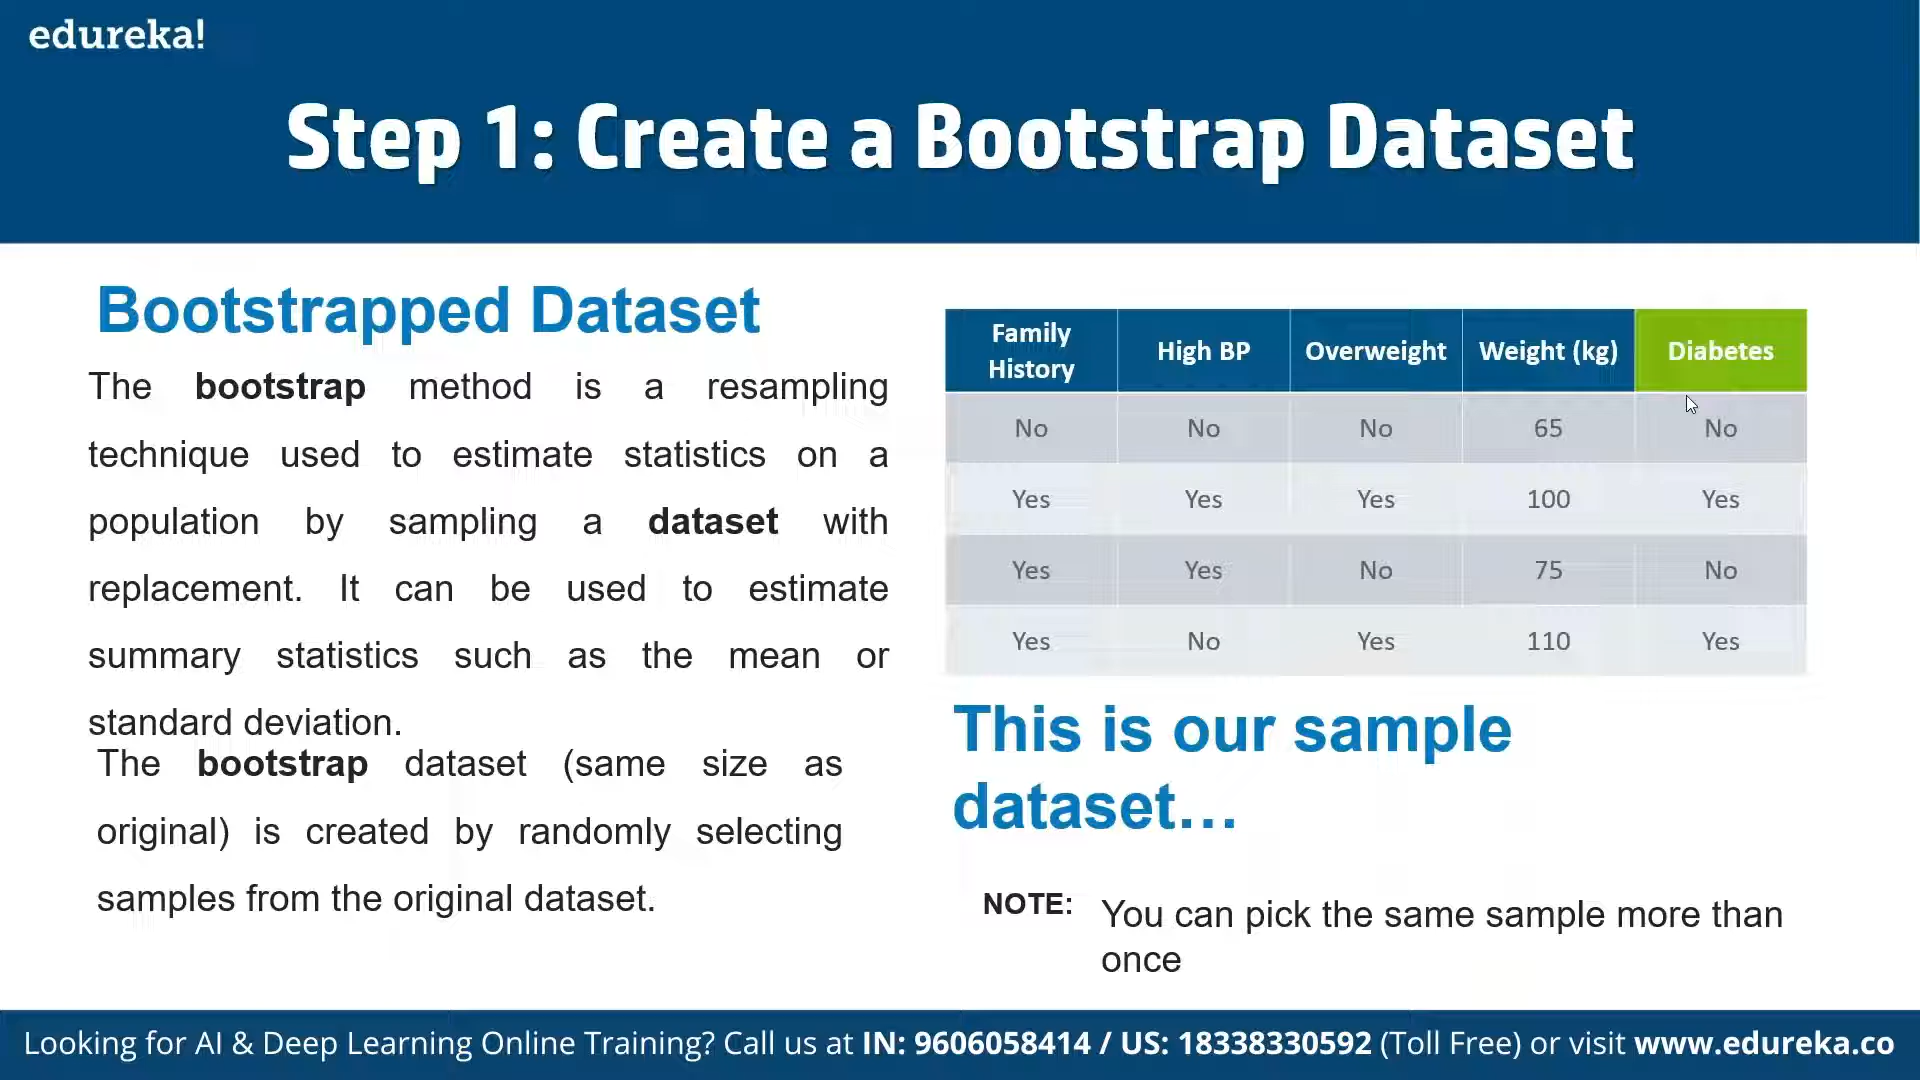 edureka!
Step 1: Create a Bootstrap Dataset
Bootstrapped Dataset
The bootstrap method is a resampling
technique used to estimate statistics on a
population by sampling a dataset with
replacement. It can be used to estimate
summary statistics such as the mean or
standard deviation.
The bootstrap dataset (same size as
original) is created by randomly selecting
samples from the original dataset.
Family History High BP Overweight Weight (kg) Diabetes
No No No 65 No
Yes Yes Yes 100 Yes
Yes Yes No 75 No
Yes No Yes 110 Yes
This is our sample
dataset…
NOTE: You can pick the same sample more than
once
Looking for AI & Deep Learning Online Training? Call us at IN: 9606058414 / US: 18338330592 (Toll Free) or visit www.edureka.co